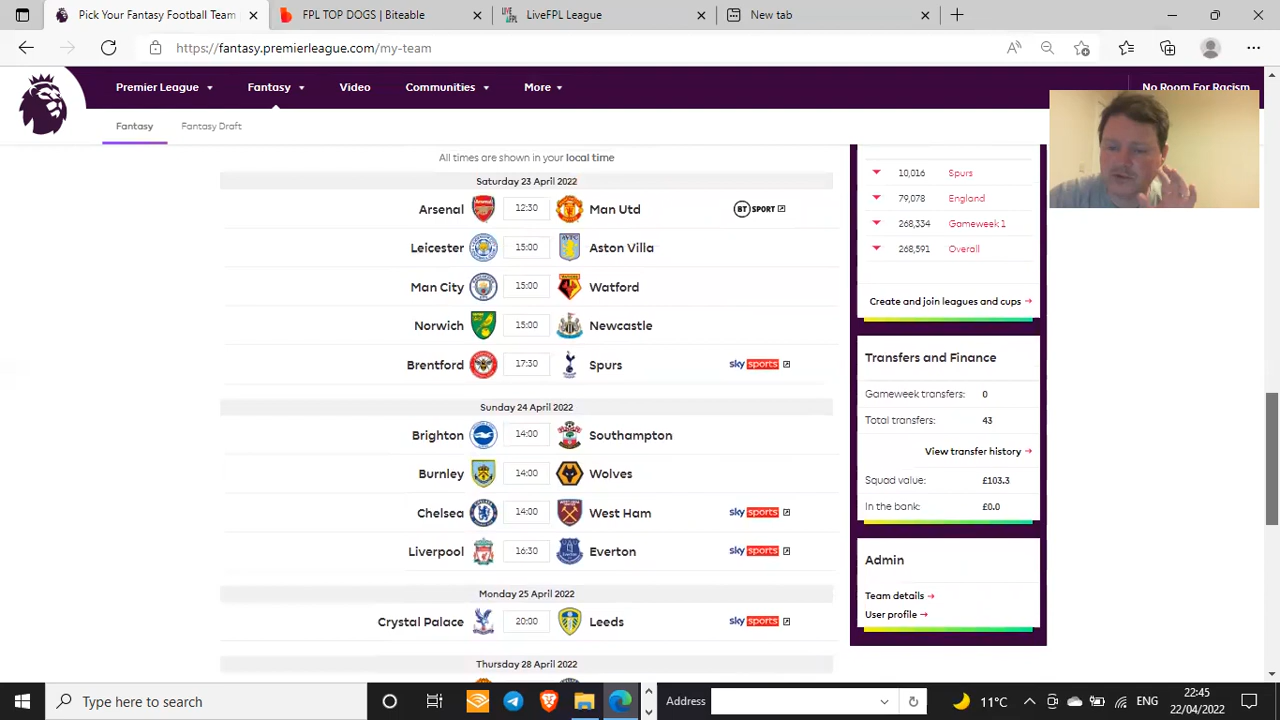 Pick Your Fantasy Football Team
FPL TOP DOGS | Biteable
LiveFPL League
New tab
https://fantasy.premierleague.com/my-team
Premier League
Fantasy
Video
Communities
More
No Room For Racism
Fantasy
Fantasy Draft
All times are shown in your local time
Saturday 23 April 2022
Arsenal 12:30 Man Utd BT SPORT
Leicester 15:00 Aston Villa
Man City 15:00 Watford
Norwich 15:00 Newcastle
Brentford 17:30 Spurs sky sports
Sunday 24 April 2022
Brighton 14:00 Southampton
Burnley 14:00 Wolves
Chelsea 14:00 West Ham sky sports
Liverpool 16:30 Everton sky sports
Monday 25 April 2022
Crystal Palace 20:00 Leeds sky sports
Thursday 28 April 2022
10,016 Spurs
79,078 England
268,334 Gameweek 1
268,591 Overall
Create and join leagues and cups
Transfers and Finance
Gameweek transfers: 0
Total transfers: 43
View transfer history
Squad value: £103.3
In the bank: £0.0
Admin
Team details
User profile
Type here to search
Address
11°C
ENG
22:45
22/04/2022